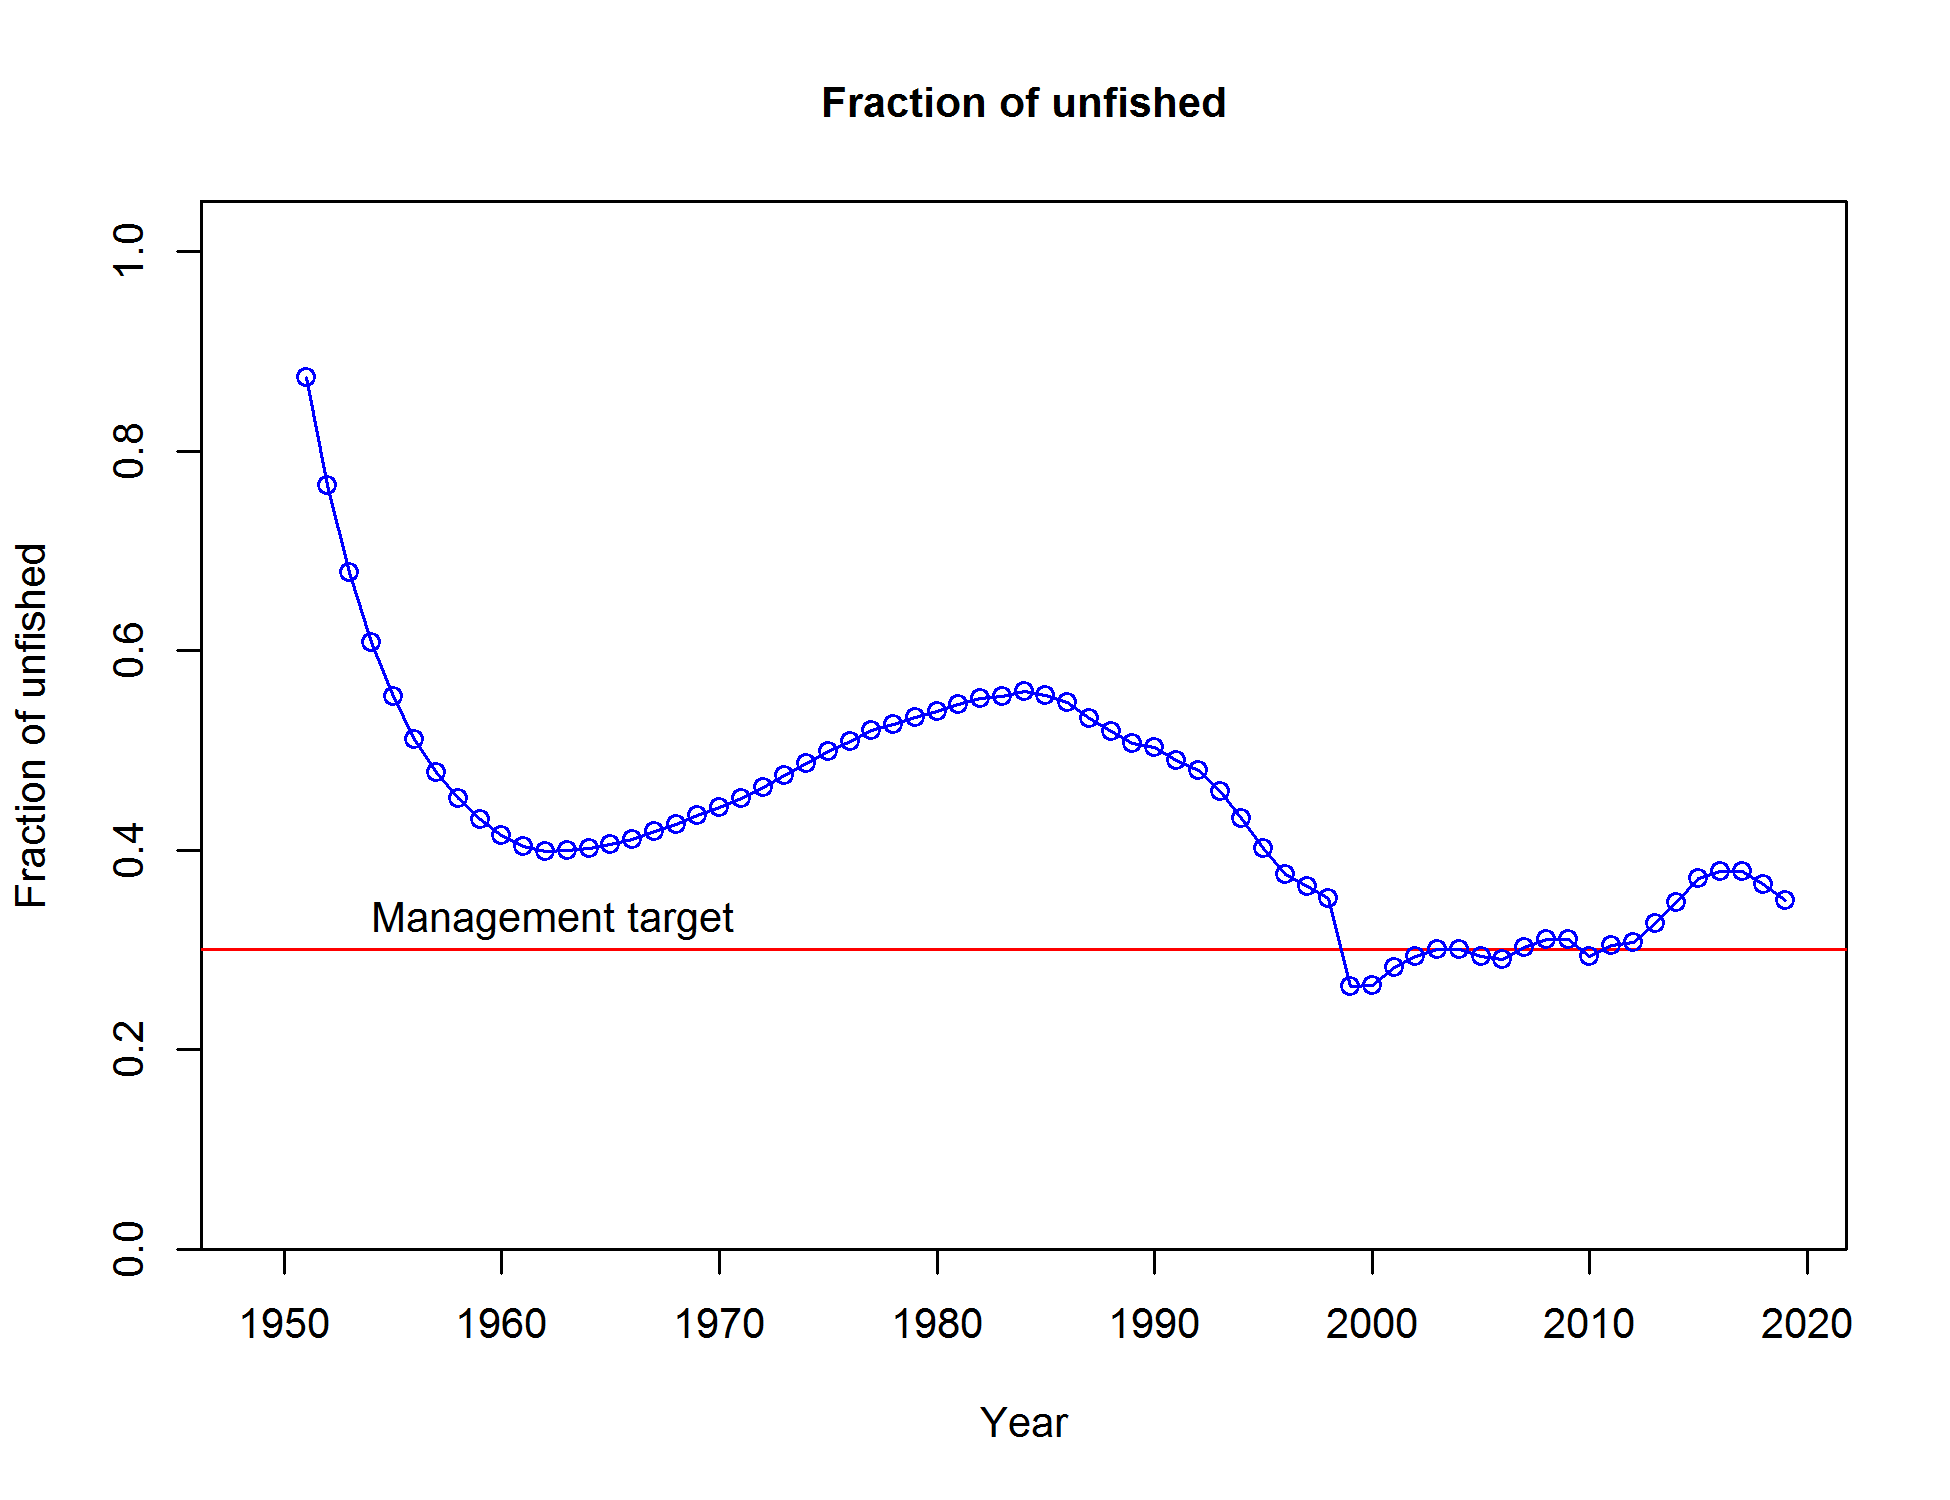 Fraction of unfished
Fraction of unfished
1.0
0.8
0.6
0.4
0.2
0.0
Management target
1950 1960 1970 1980 1990 2000 2010 2020
Year